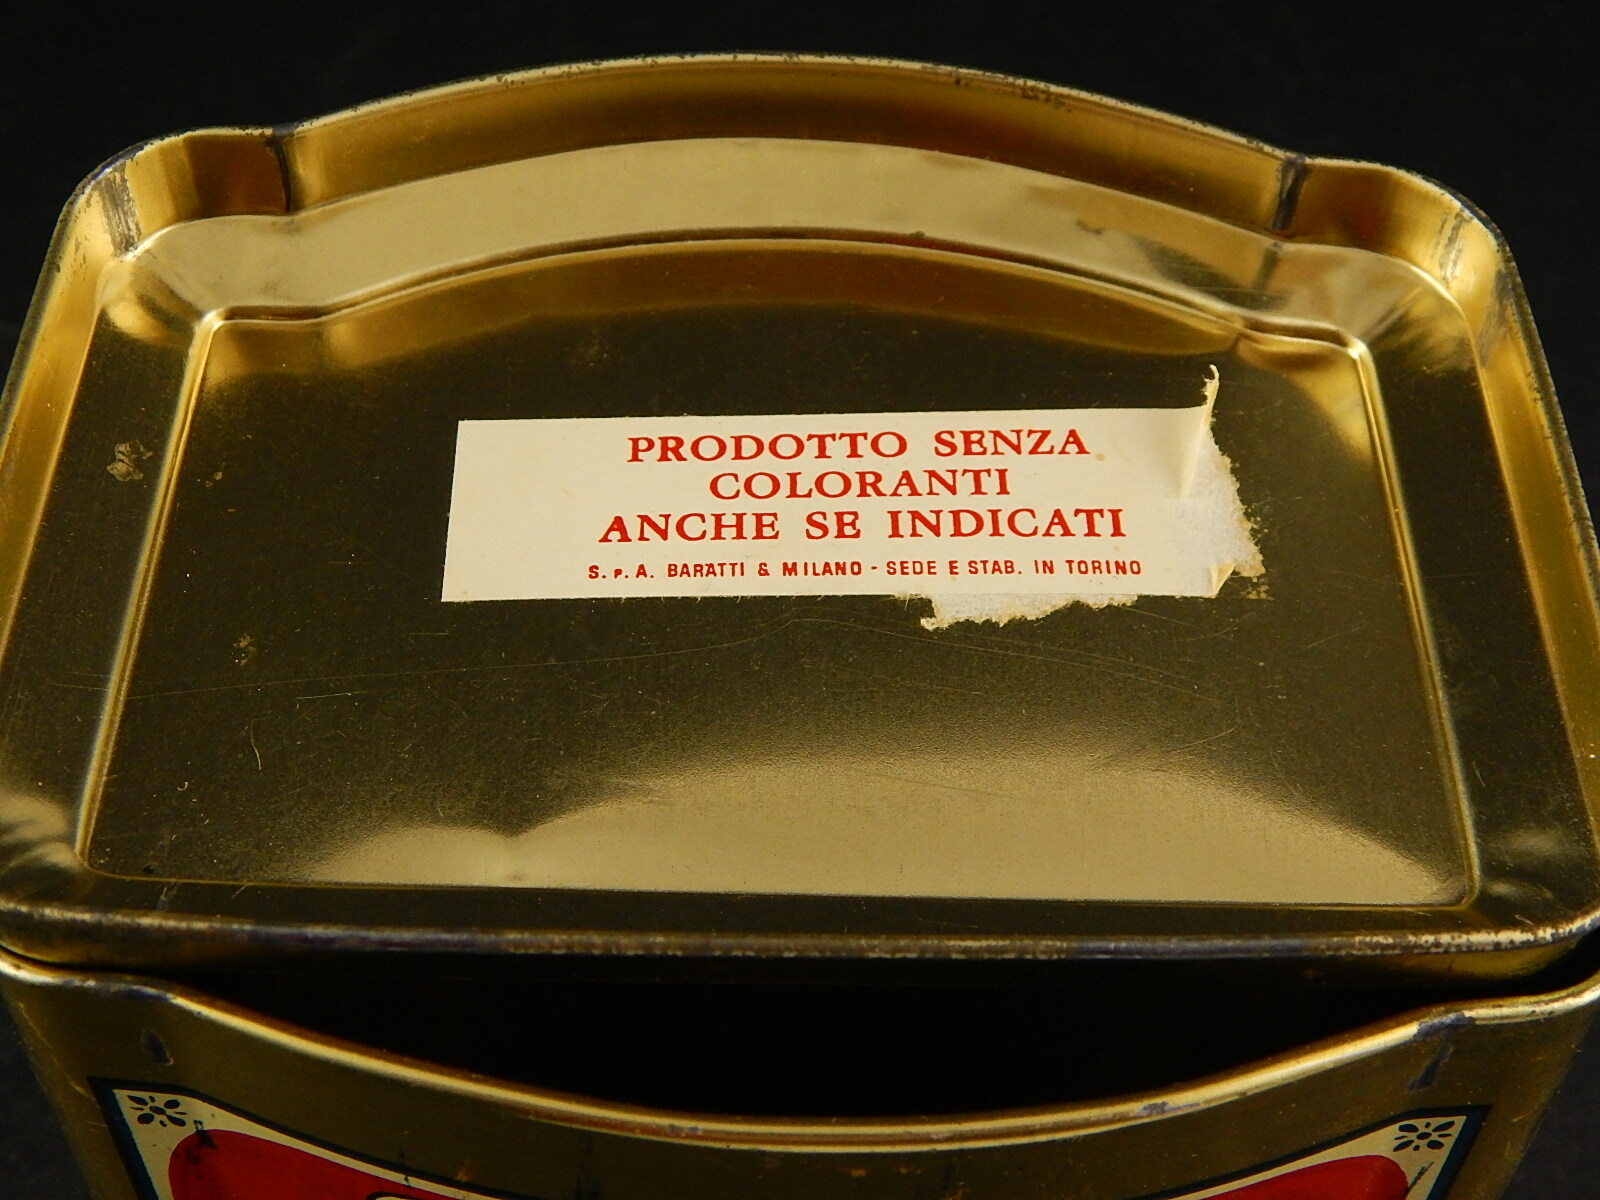 PRODOTTO SENZA
COLORANTI
ANCHE SE INDICATI
S. P. A. BARATTI & MILANO - SEDE E STAB. IN TORINO